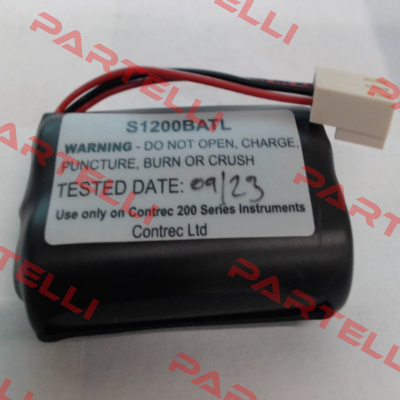 S1200BATL
WARNING - DO NOT OPEN, CHARGE,
PUNCTURE, BURN OR CRUSH
TESTED DATE: 09/23
Use only on Contrec 200 Series Instruments
Contrec Ltd
PARTELLI
PARTELLI
PARTELLI
PARTELLI